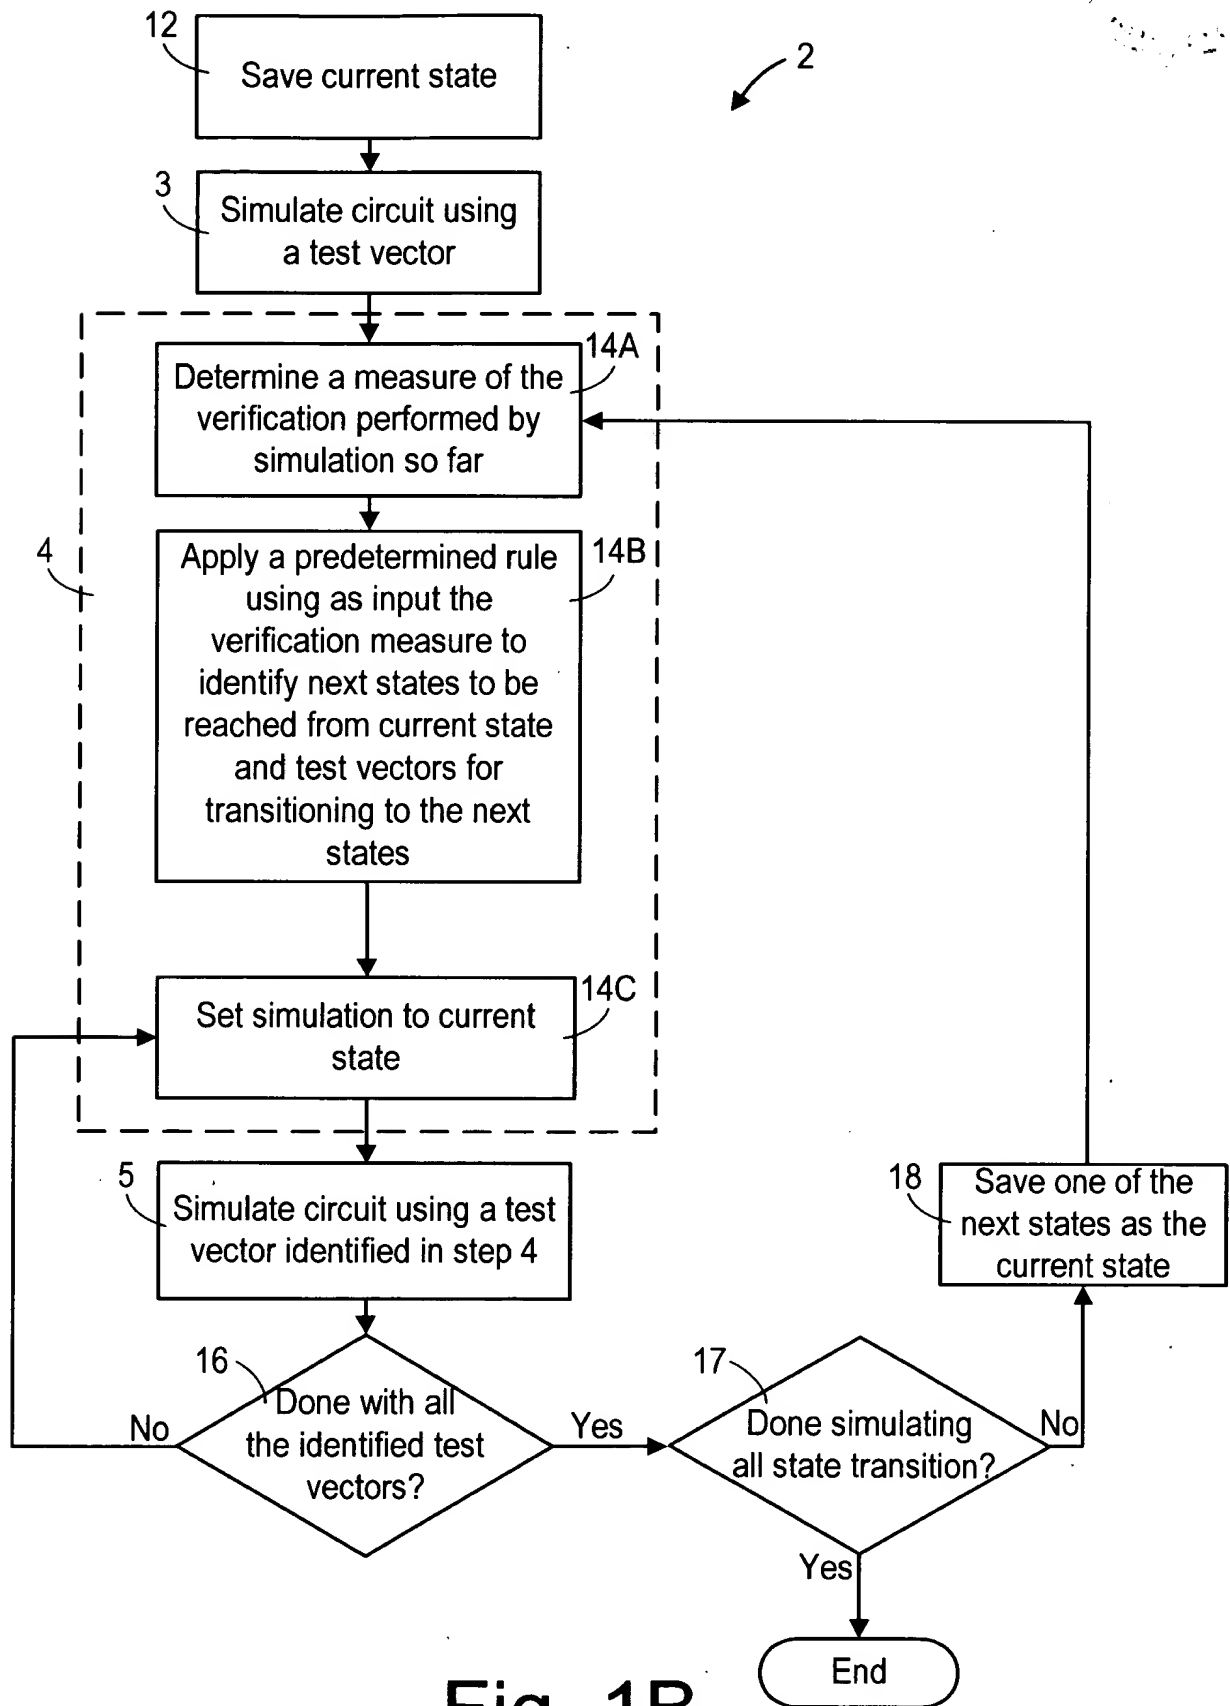 12
Save current state
2
3
Simulate circuit using
a test vector
14A
Determine a measure of the
verification performed by
simulation so far
4
14B
Apply a predetermined rule
using as input the
verification measure to
identify next states to be
reached from current state
and test vectors for
transitioning to the next
states
14C
Set simulation to current
state
5
Simulate circuit using a test
vector identified in step 4
18
Save one of the
next states as the
current state
16
Done with all
the identified test
vectors?
No
Yes
17
Done simulating
all state transition?
No
Yes
End
Fig. 1B